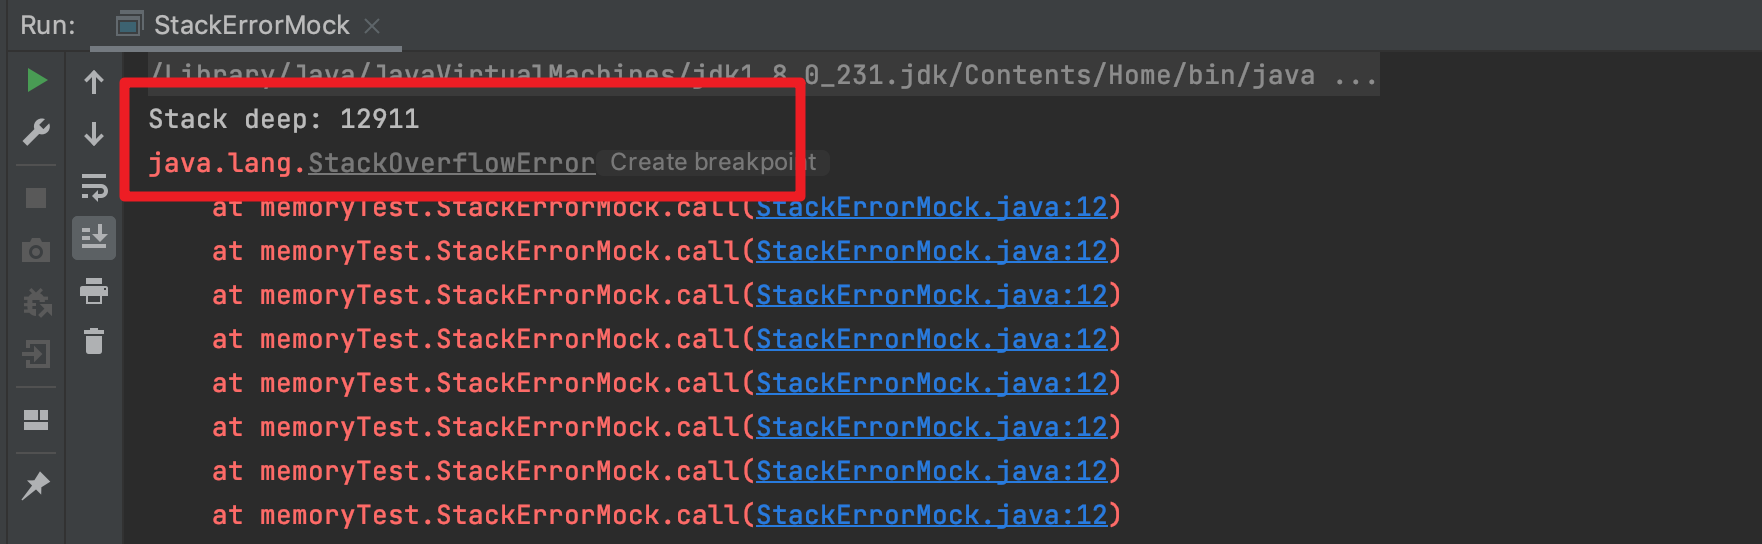 Run: StackErrorMock
/Library/Java/JavaVirtualMachines/jdk1.8.0_231.jdk/Contents/Home/bin/java ...
Stack deep: 12911
java.lang.StackOverflowError Create breakpoint
at memoryTest.StackErrorMock.call(StackErrorMock.java:12)
at memoryTest.StackErrorMock.call(StackErrorMock.java:12)
at memoryTest.StackErrorMock.call(StackErrorMock.java:12)
at memoryTest.StackErrorMock.call(StackErrorMock.java:12)
at memoryTest.StackErrorMock.call(StackErrorMock.java:12)
at memoryTest.StackErrorMock.call(StackErrorMock.java:12)
at memoryTest.StackErrorMock.call(StackErrorMock.java:12)
at memoryTest.StackErrorMock.call(StackErrorMock.java:12)